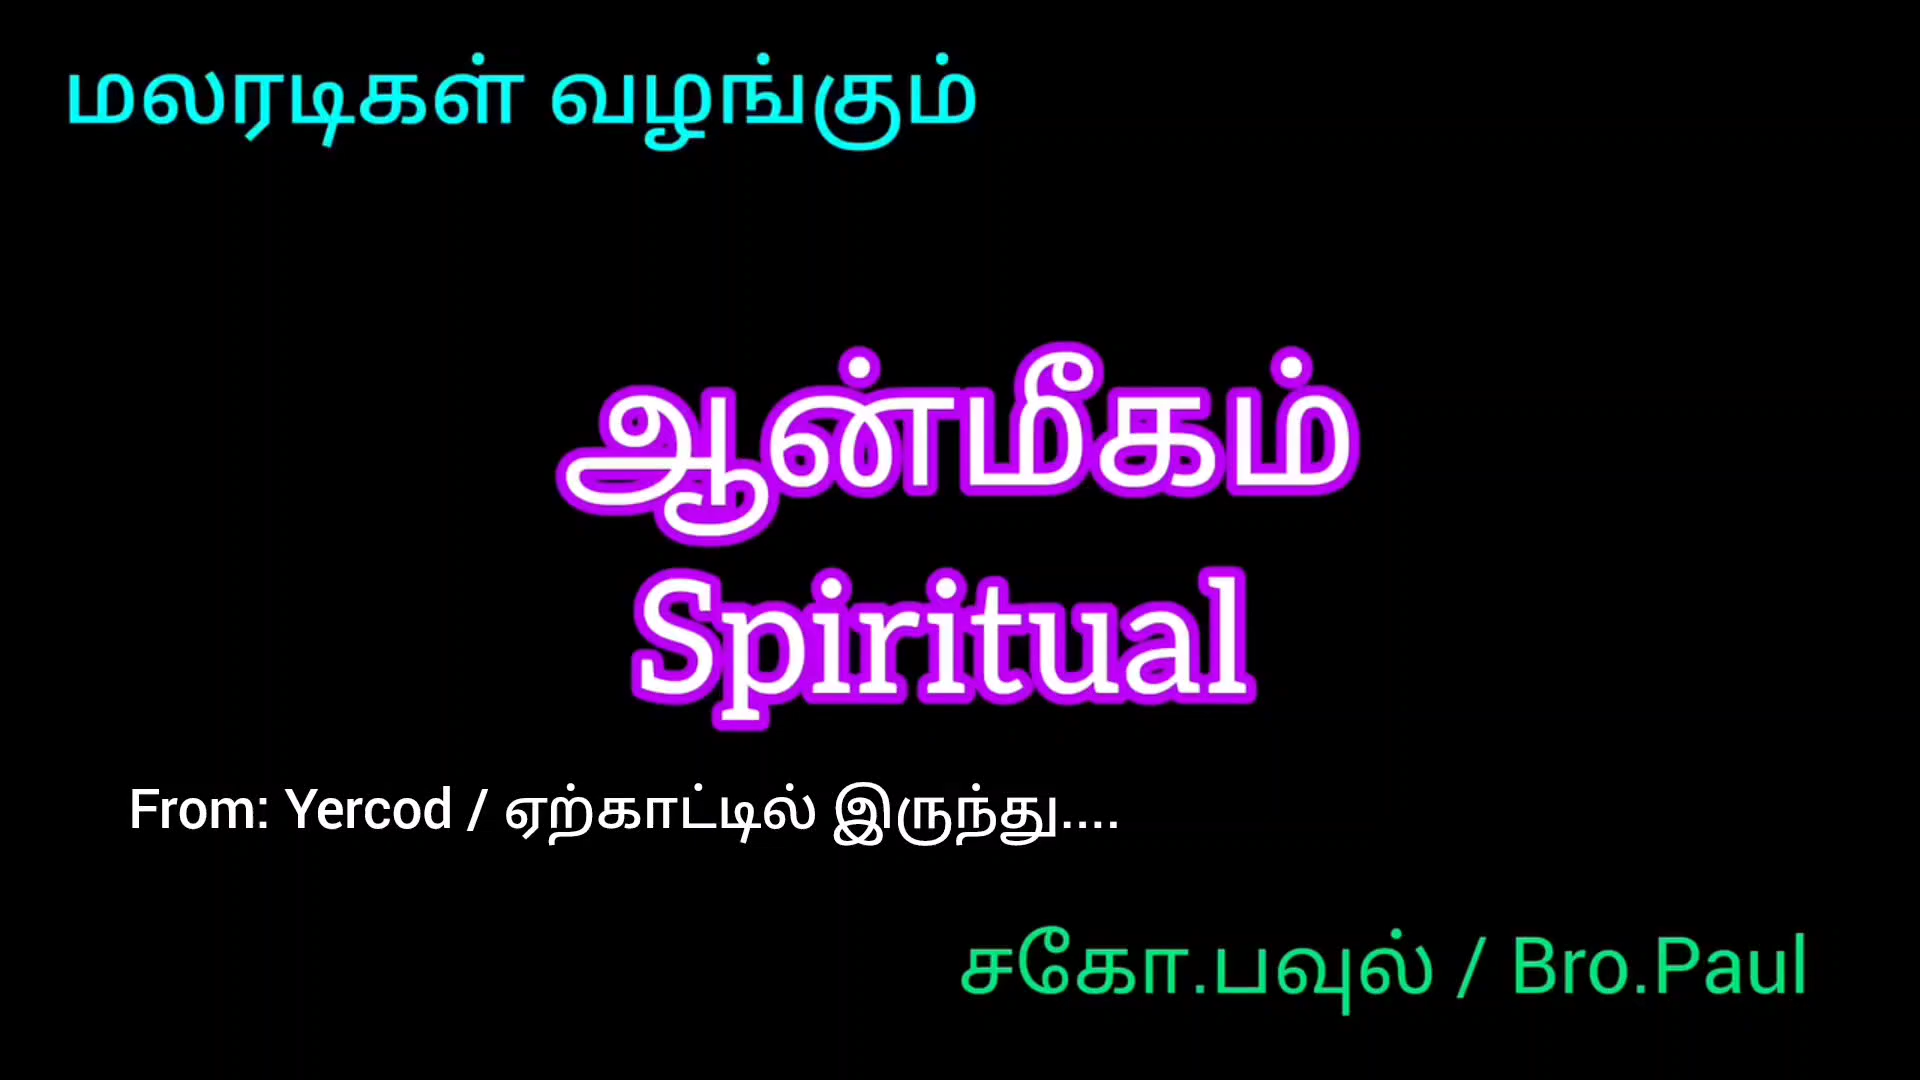 மலரடிகள் வழங்கும்
ஆன்மீகம்
Spiritual
From: Yercod / ஏற்காட்டில் இருந்து....
சகோ.பவுல் / Bro.Paul